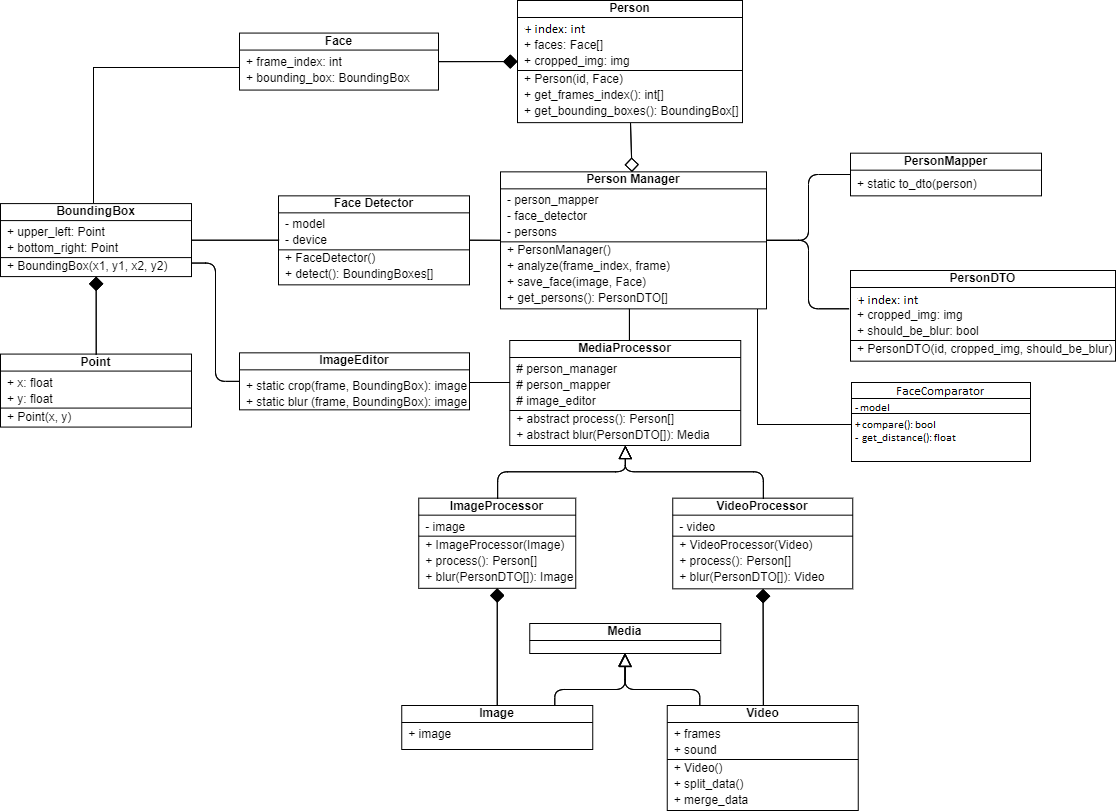 Person
+ index: int
+ faces: Face[]
+ cropped_img: img
+ Person(id, Face)
+ get_frames_index(): int[]
+ get_bounding_boxes(): BoundingBox[]
Face
+ frame_index: int
+ bounding_box: BoundingBox
PersonMapper
+ static to_dto(person)
Person Manager
- person_mapper
- face_detector
- persons
+ PersonManager()
+ analyze(frame_index, frame)
+ save_face(image, Face)
+ get_persons(): PersonDTO[]
Face Detector
- model
- device
+ FaceDetector()
+ detect(): BoundingBoxes[]
BoundingBox
+ upper_left: Point
+ bottom_right: Point
+ BoundingBox(x1, y1, x2, y2)
PersonDTO
+ index: int
+ cropped_img: img
+ should_be_blur: bool
+ PersonDTO(id, cropped_img, should_be_blur)
Point
+ x: float
+ y: float
+ Point(x, y)
ImageEditor
+ static crop(frame, BoundingBox): image
+ static blur (frame, BoundingBox): image
MediaProcessor
# person_manager
# person_mapper
# image_editor
+ abstract process(): Person[]
+ abstract blur(PersonDTO[]): Media
FaceComparator
- model
+ compare(): bool
- get_distance(): float
ImageProcessor
- image
+ ImageProcessor(Image)
+ process(): Person[]
+ blur(PersonDTO[]): Image
VideoProcessor
- video
+ VideoProcessor(Video)
+ process(): Person[]
+ blur(PersonDTO[]): Video
Media
Image
+ image
Video
+ frames
+ sound
+ Video()
+ split_data()
+ merge_data